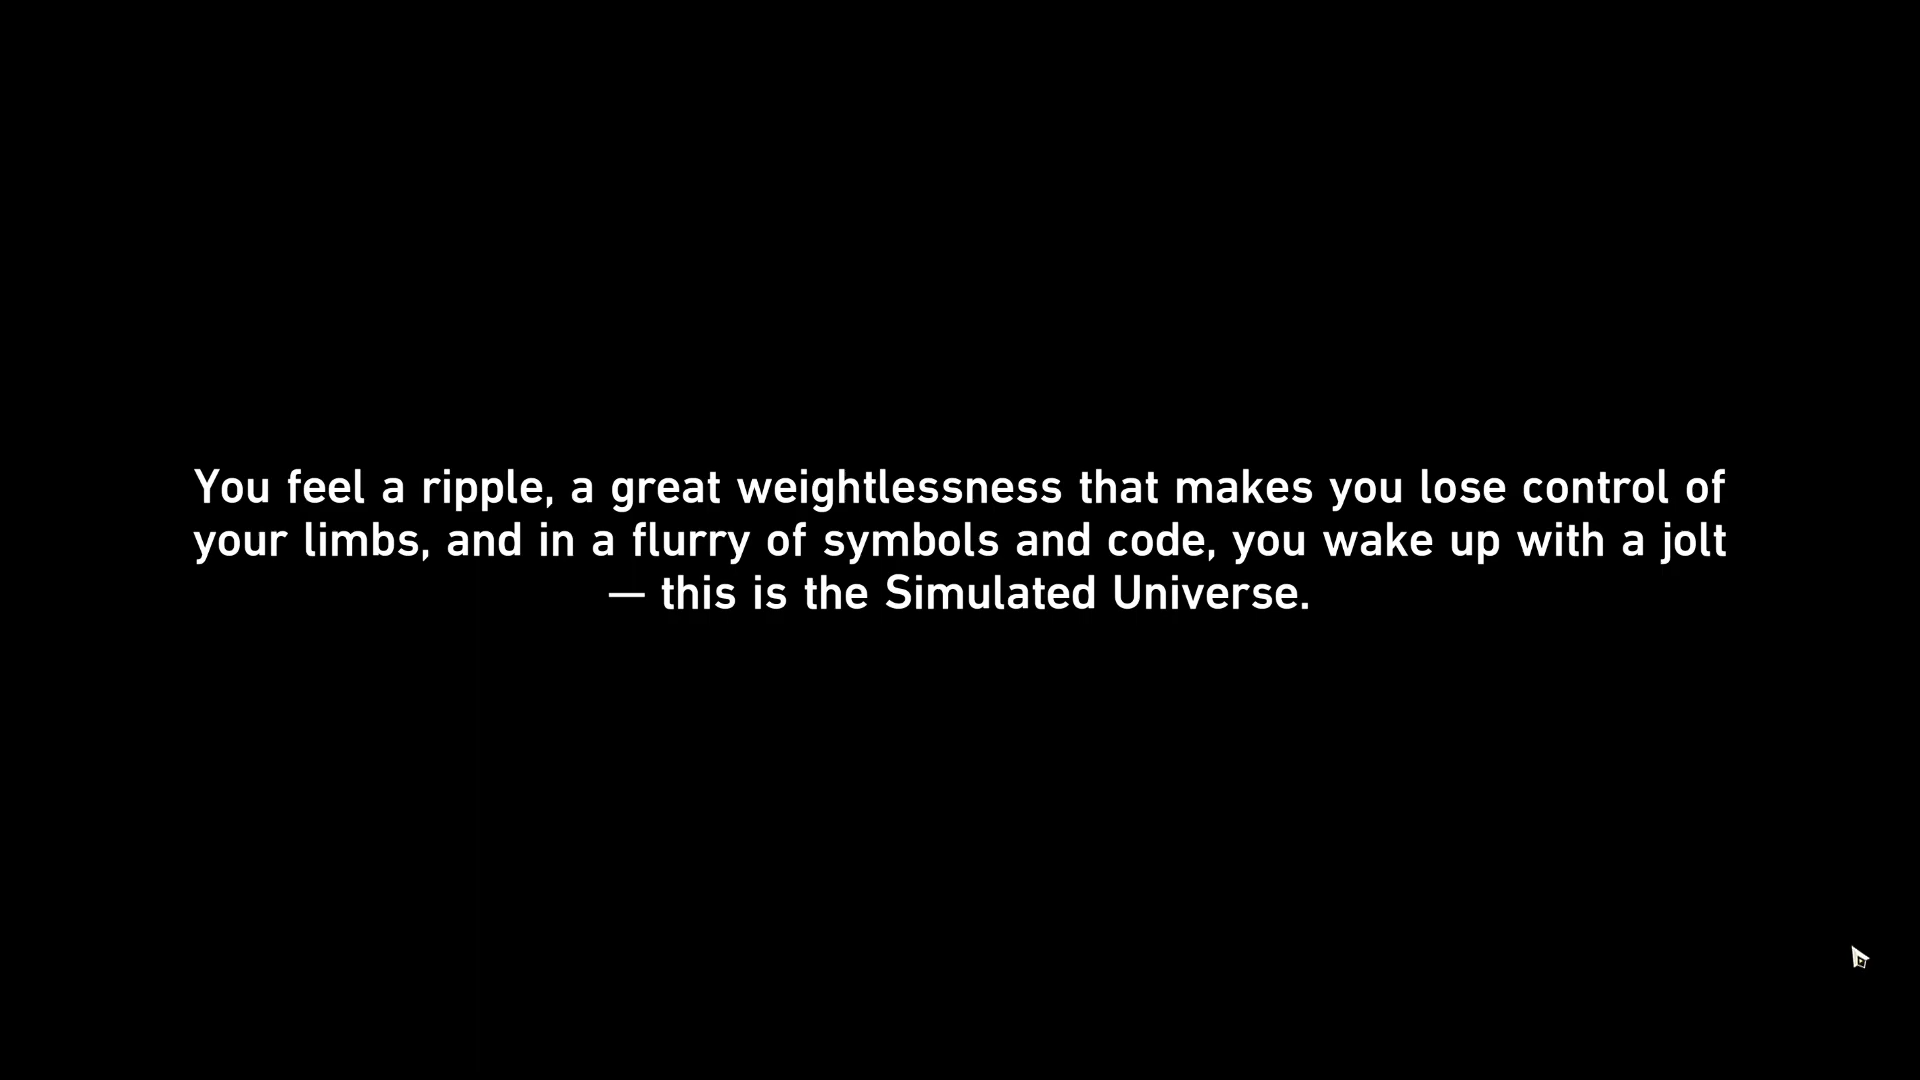 You feel a ripple, a great weightlessness that makes you lose control of
your limbs, and in a flurry of symbols and code, you wake up with a jolt
— this is the Simulated Universe.